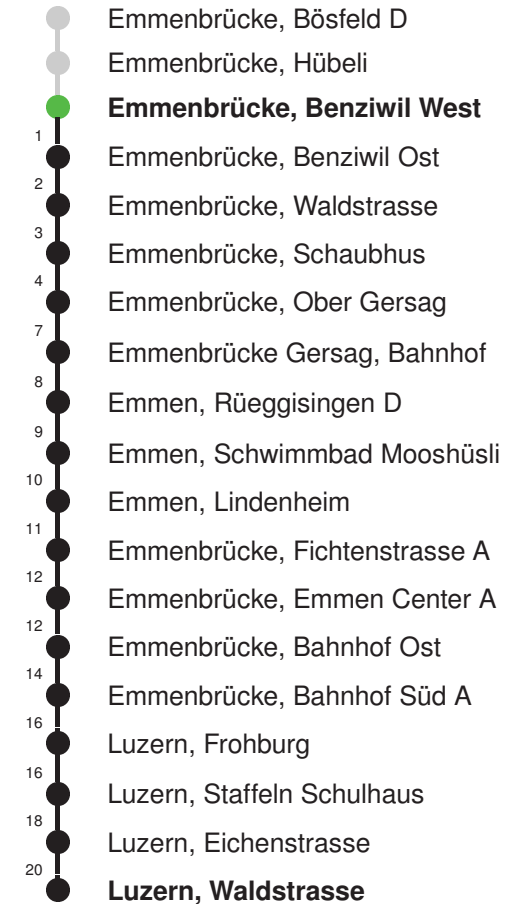 Emmenbrücke, Bösfeld D
Emmenbrücke, Hübeli
Emmenbrücke, Benziwil West
1
Emmenbrücke, Benziwil Ost
2
Emmenbrücke, Waldstrasse
3
Emmenbrücke, Schaubhus
4
Emmenbrücke, Ober Gersag
7
Emmenbrücke Gersag, Bahnhof
8
Emmen, Rüeggisingen D
9
Emmen, Schwimmbad Mooshüsli
10
Emmen, Lindenheim
11
Emmenbrücke, Fichtenstrasse A
12
Emmenbrücke, Emmen Center A
12
Emmenbrücke, Bahnhof Ost
14
Emmenbrücke, Bahnhof Süd A
16
Luzern, Frohburg
16
Luzern, Staffeln Schulhaus
18
Luzern, Eichenstrasse
20
Luzern, Waldstrasse